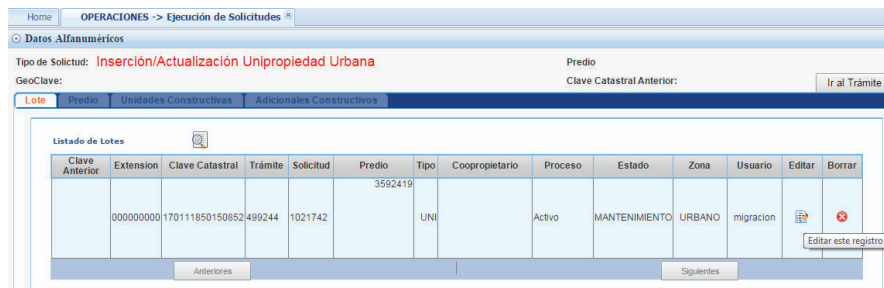 Home OPERACIONES -> Ejecución de Solicitudes
Datos Alfanuméricos
Tipo de Solictud: Inserción/Actualización Unipropiedad Urbana Predio
GeoClave: Clave Catastral Anterior: Ir al Trámite
Lote Predio Unidades Constructivas Adicionales Constructivos
Listado de Lotes
Clave Anterior Extension Clave Catastral Trámite Solicitud Predio Tipo Coopropietario Proceso Estado Zona Usuario Editar Borrar
3592419
000000000 170111850150852 499244 1021742 UNI Activo MANTENIMIENTO URBANO migracion
Editar este registro
Anteriores Siguientes